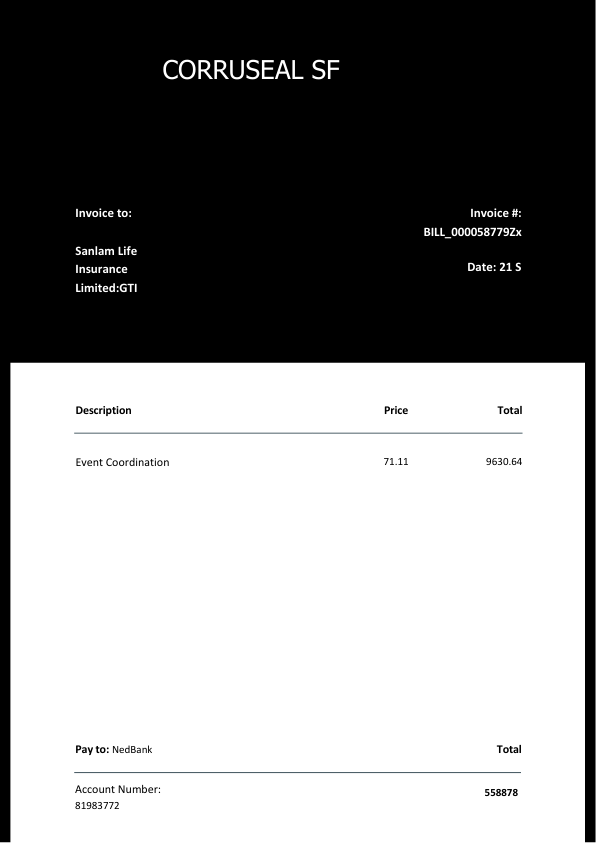 CORRUSEAL SF
Invoice to:
Invoice #:
BILL_000058779Zx
Sanlam Life
Insurance
Limited:GTI
Date: 21 S
Description Price Total
Event Coordination 71.11 9630.64
Pay to: NedBank Total
Account Number:
81983772
558878